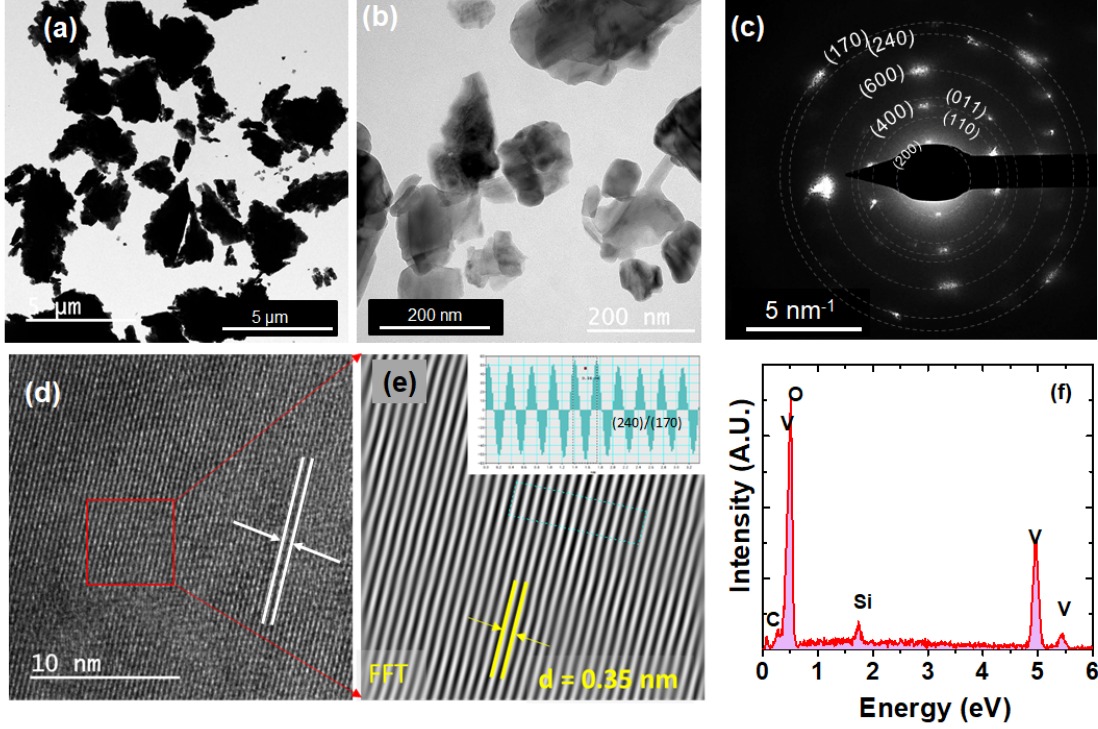 (a)
5 µm
5 µm
(b)
200 nm
200 nm
(c)
(170)
(240)
(600)
(400)
(011)
(110)
(200)
5 nm-1
(d)
10 nm
(e)
(240)/(170)
FFT
d = 0.35 nm
(f)
O
V
V
V
Si
C
Intensity (A.U.)
0 1 2 3 4 5 6
Energy (eV)